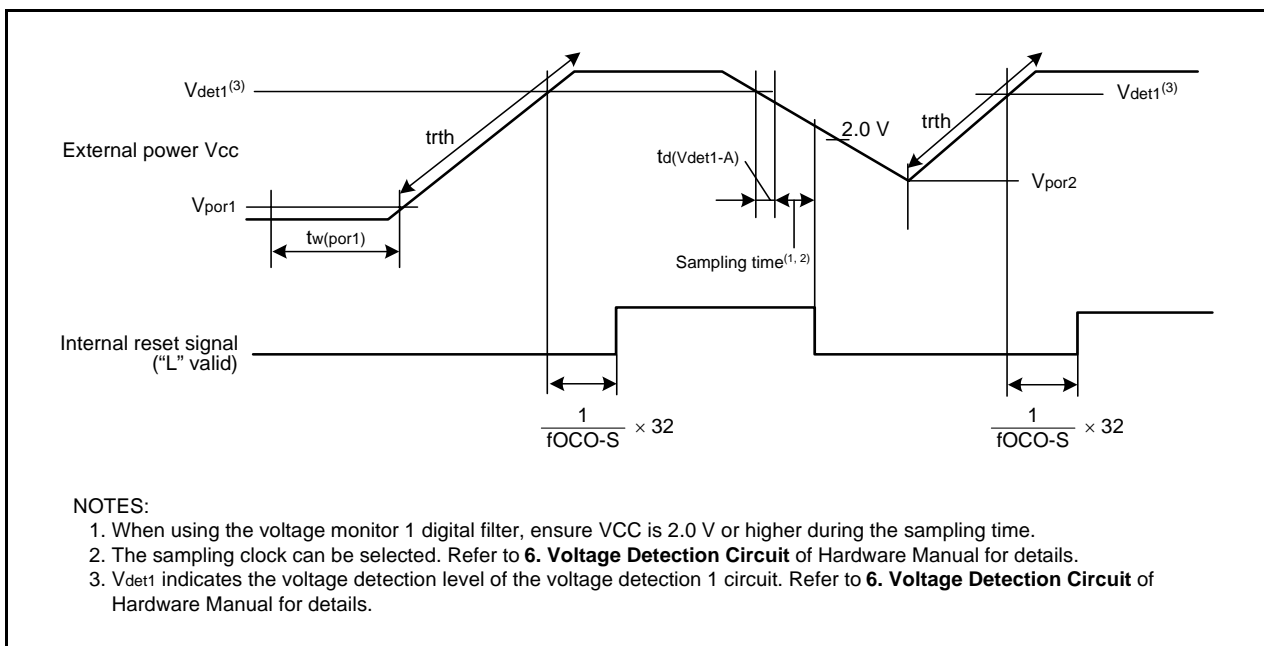 Vdet1(3)
trth
External power Vcc
Vpor1
tw(por1)
td(Vdet1-A)
Sampling time(1, 2)
2.0 V
trth
Vdet1(3)
Vpor2
Internal reset signal
(“L” valid)
1
fOCO-S
× 32
1
fOCO-S
× 32
NOTES:
1. When using the voltage monitor 1 digital filter, ensure VCC is 2.0 V or higher during the sampling time.
2. The sampling clock can be selected. Refer to 6. Voltage Detection Circuit of Hardware Manual for details.
3. Vdet1 indicates the voltage detection level of the voltage detection 1 circuit. Refer to 6. Voltage Detection Circuit of
Hardware Manual for details.